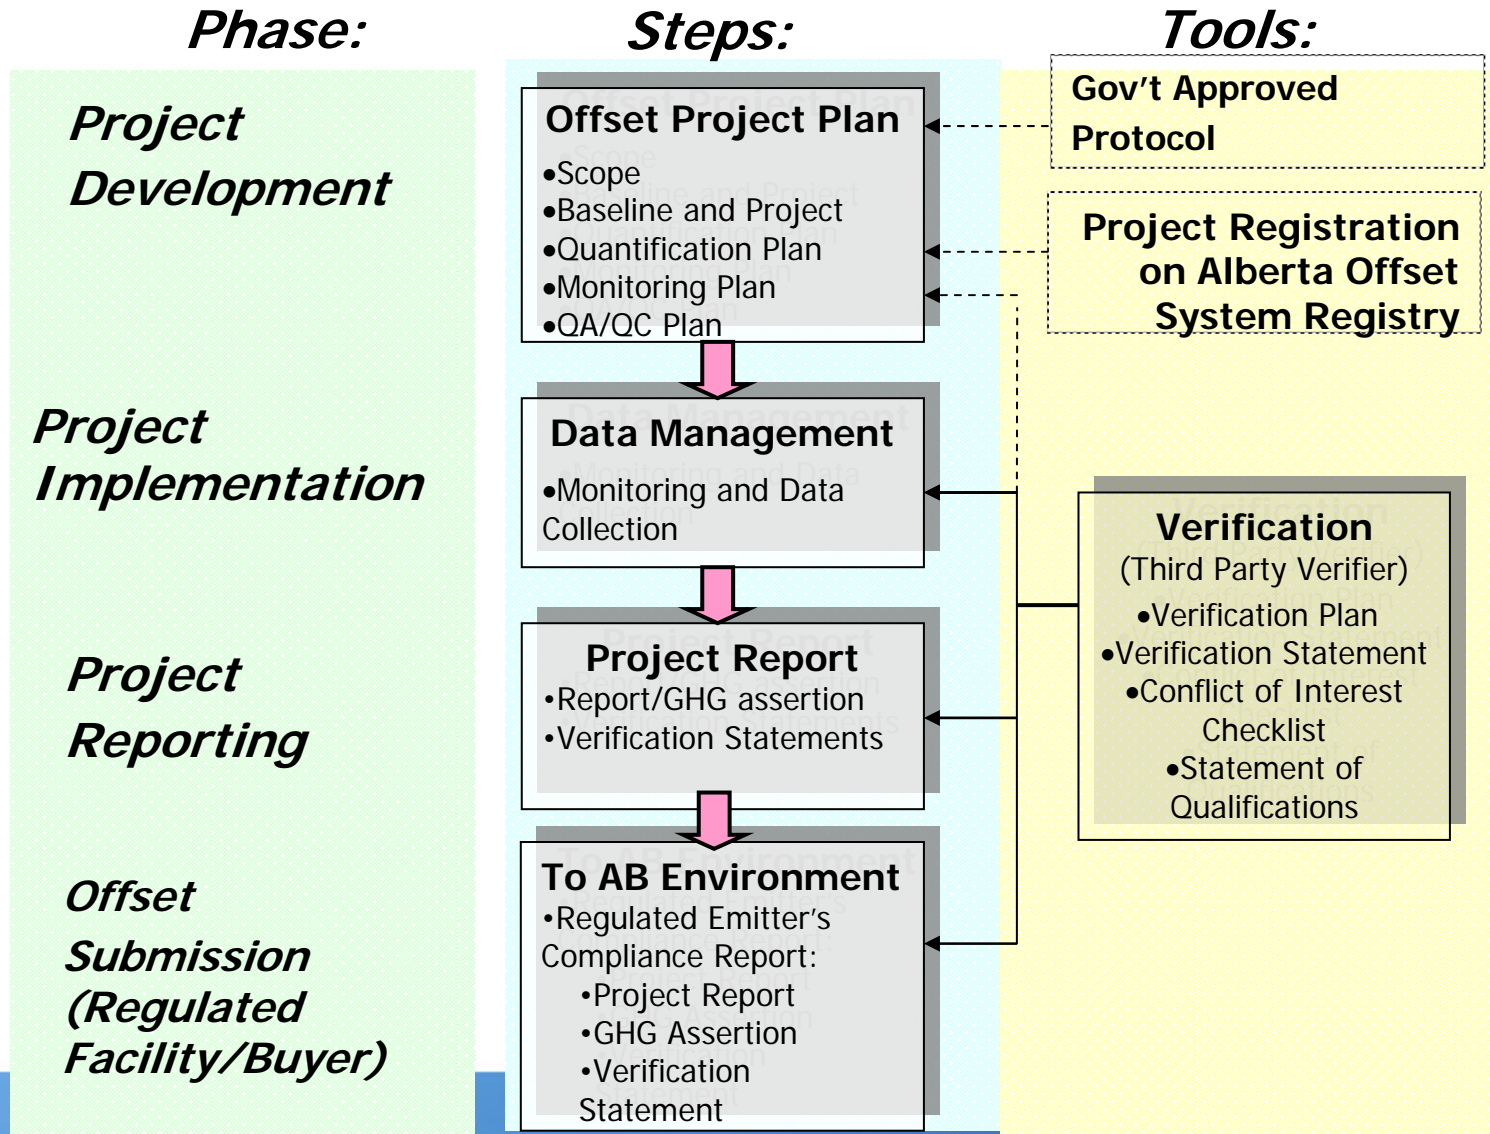 Phase:
Steps:
Tools:
Project
Development
Offset Project Plan
•Scope
•Baseline and Project
•Quantification Plan
•Monitoring Plan
•QA/QC Plan
Gov't Approved
Protocol
Project Registration
on Alberta Offset
System Registry
Project
Implementation
Data Management
•Monitoring and Data
Collection
Verification
(Third Party Verifier)
•Verification Plan
•Verification Statement
•Conflict of Interest
Checklist
•Statement of
Qualifications
Project
Reporting
Project Report
•Report/GHG assertion
•Verification Statements
Offset
Submission
(Regulated
Facility/Buyer)
To AB Environment
•Regulated Emitter's
Compliance Report:
•Project Report
•GHG Assertion
•Verification
Statement